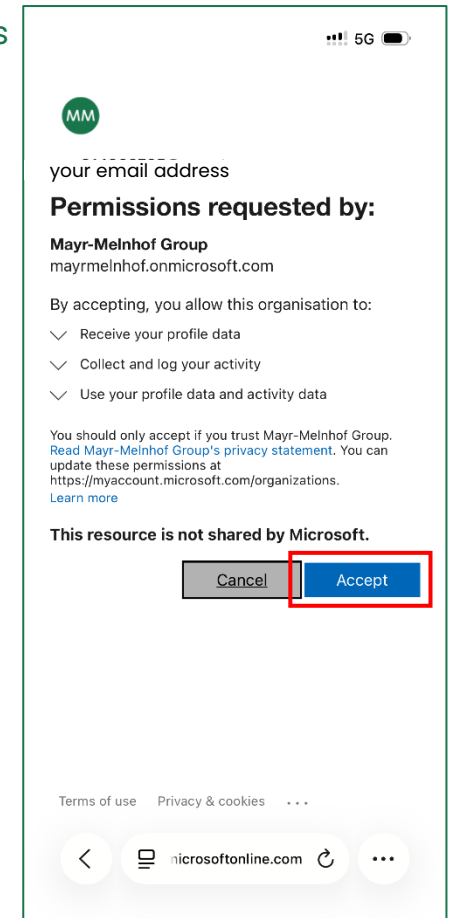 s
5G
MM
your email address
Permissions requested by:
Mayr-Melnhof Group
mayrmelnhof.onmicrosoft.com
By accepting, you allow this organisation to:
Receive your profile data
Collect and log your activity
Use your profile data and activity data
You should only accept if you trust Mayr-Melnhof Group.
Read Mayr-Melnhof Group's privacy statement. You can
update these permissions at
https://myaccount.microsoft.com/organizations.
Learn more
This resource is not shared by Microsoft.
Cancel Accept
Terms of use Privacy & cookies ...
nicrosoftonline.com ...